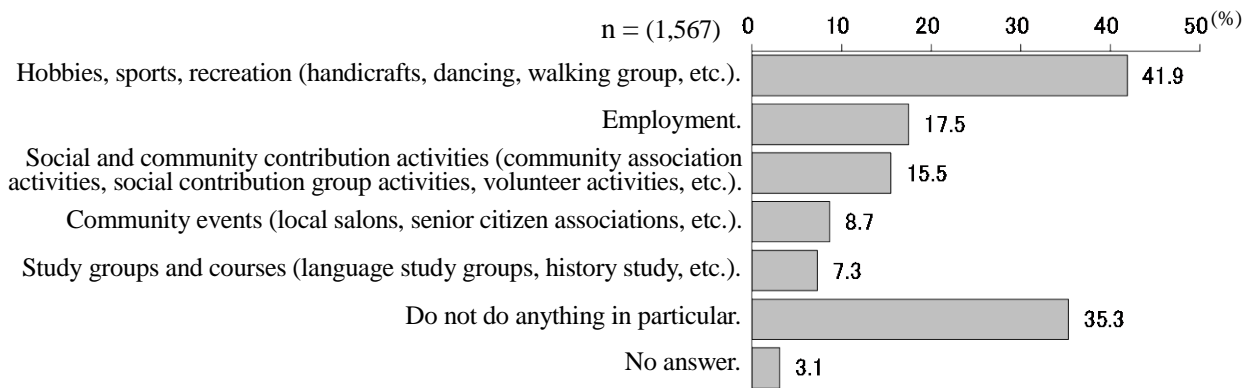 n = (1,567) 0 10 20 30 40 50 (%)
Hobbies, sports, recreation (handicrafts, dancing, walking group, etc.). 41.9
Employment. 17.5
Social and community contribution activities (community association
activities, social contribution group activities, volunteer activities, etc.). 15.5
Community events (local salons, senior citizen associations, etc.). 8.7
Study groups and courses (language study groups, history study, etc.). 7.3
Do not do anything in particular. 35.3
No answer. 3.1